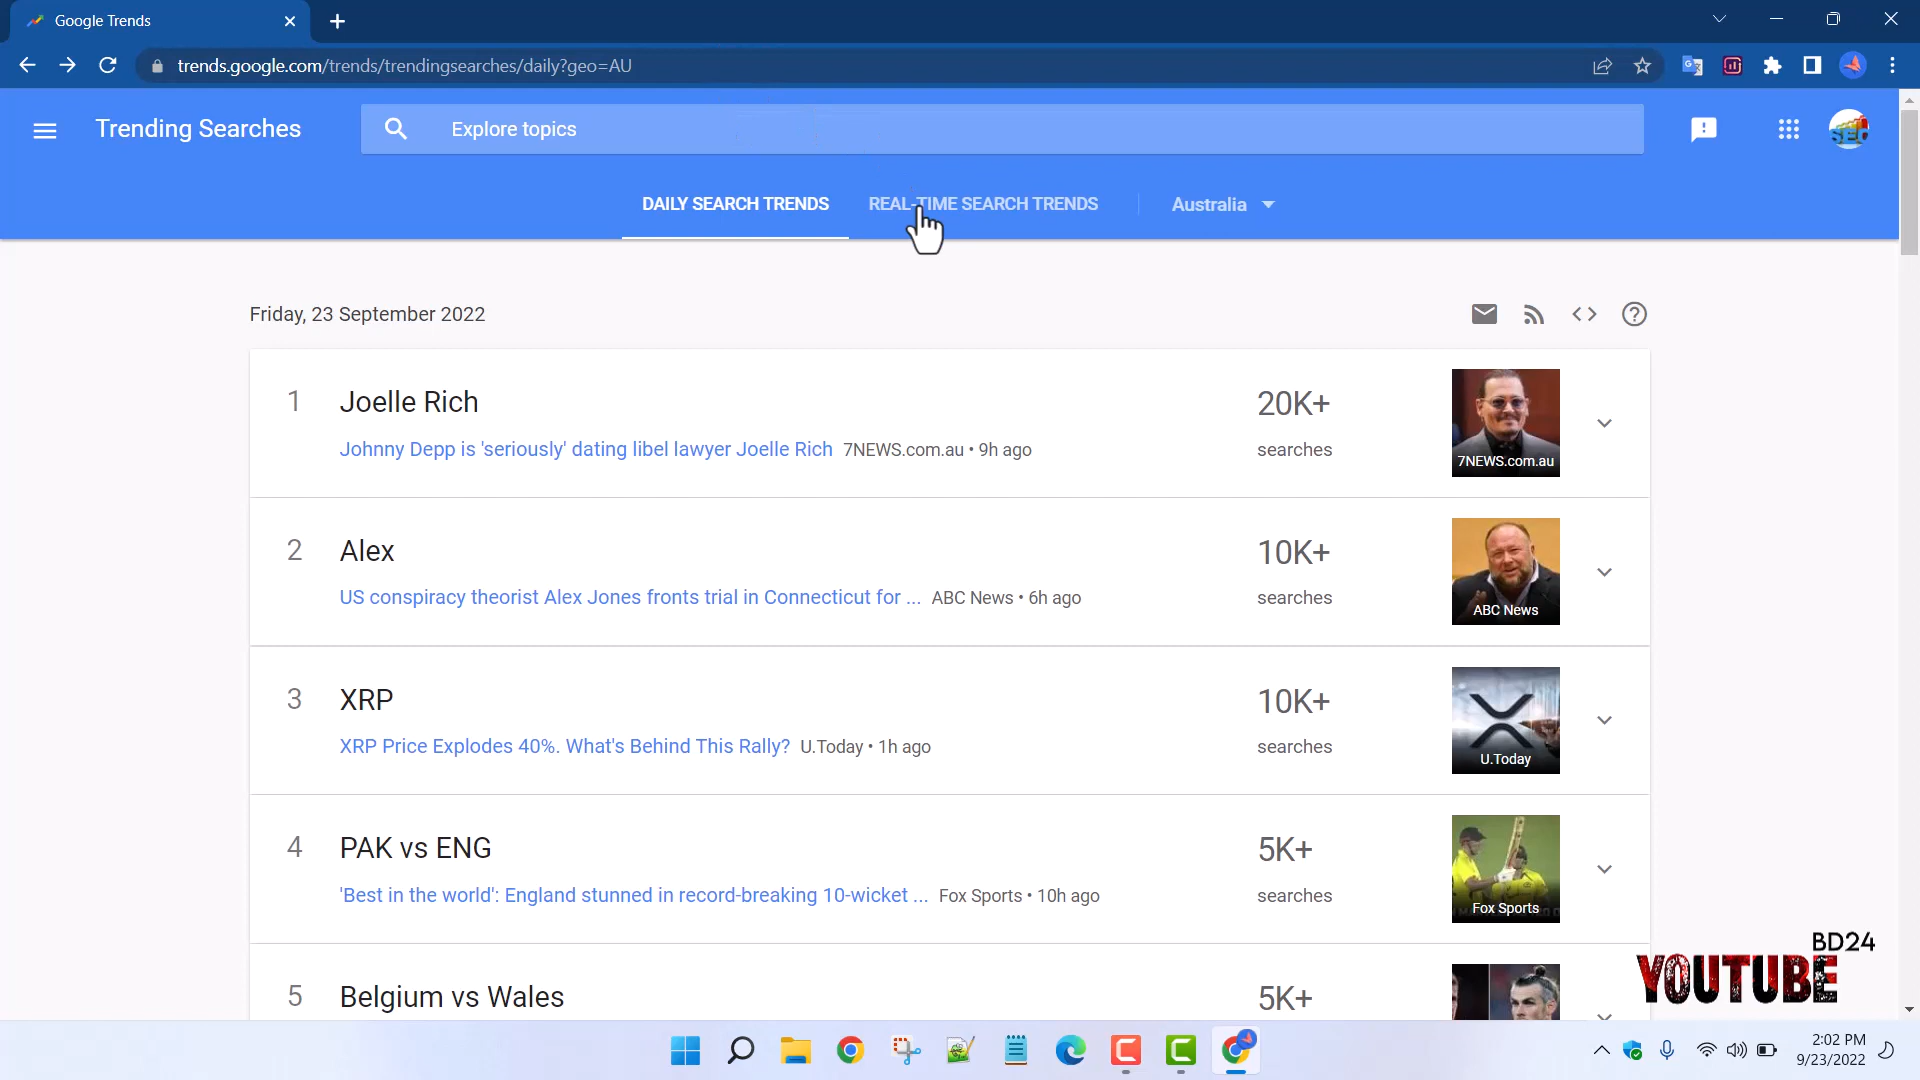 Google Trends
trends.google.com/trends/trendingsearches/daily?geo=AU
Trending Searches
Explore topics
SEO
DAILY SEARCH TRENDS
REAL-TIME SEARCH TRENDS
Australia
Friday, 23 September 2022
1
Joelle Rich
20K+
Johnny Depp is 'seriously' dating libel lawyer Joelle Rich 7NEWS.com.au • 9h ago
searches
7NEWS.com.au
2
Alex
10K+
US conspiracy theorist Alex Jones fronts trial in Connecticut for ... ABC News • 6h ago
searches
ABC News
3
XRP
10K+
XRP Price Explodes 40%. What's Behind This Rally? U.Today • 1h ago
searches
U.Today
4
PAK vs ENG
5K+
'Best in the world': England stunned in record-breaking 10-wicket ... Fox Sports • 10h ago
searches
Fox Sports
5
Belgium vs Wales
5K+
BD24
YOUTUBE
2:02 PM
9/23/2022